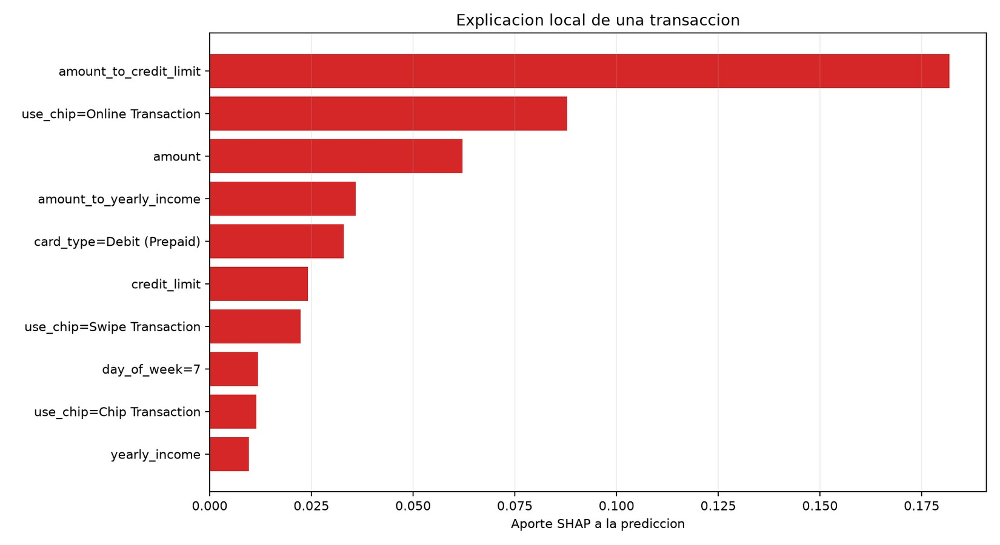 Explicacion local de una transaccion
amount_to_credit_limit
use_chip=Online Transaction
amount
amount_to_yearly_income
card_type=Debit (Prepaid)
credit_limit
use_chip=Swipe Transaction
day_of_week=7
use_chip=Chip Transaction
yearly_income
0.000 0.025 0.050 0.075 0.100 0.125 0.150 0.175
Aporte SHAP a la prediccion